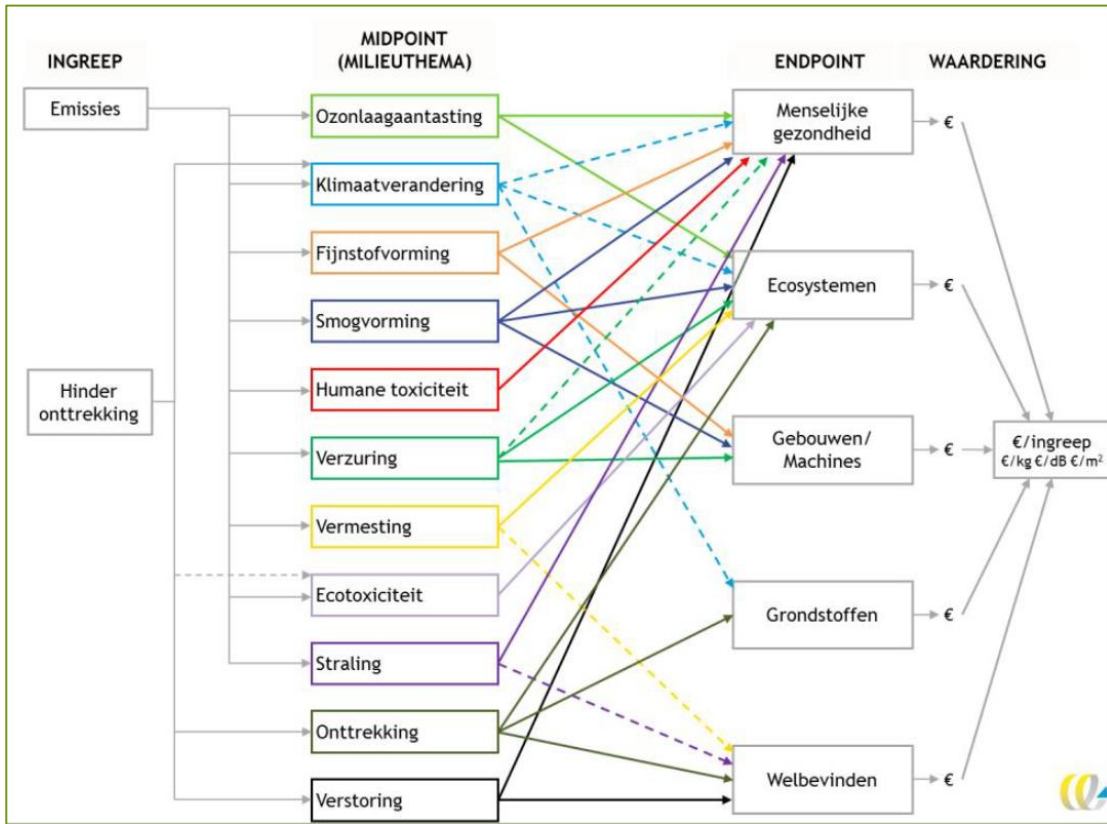 INGREEP
MIDPOINT
(MILIEUTHEMA)
ENDPOINT
WAARDERING
Emissies
Hinder
onttrekking
Ozonlaagaantasting
Klimaatverandering
Fijnstofvorming
Smogvorming
Humane toxiciteit
Verzuring
Vermesting
Ecotoxiciteit
Straling
Onttrekking
Verstoring
Menselijke
gezondheid
€
Ecosystemen
€
Gebouwen/
Machines
€
Grondstoffen
€
Welbevinden
€
€/ingreep
€/kg €/dB €/m²